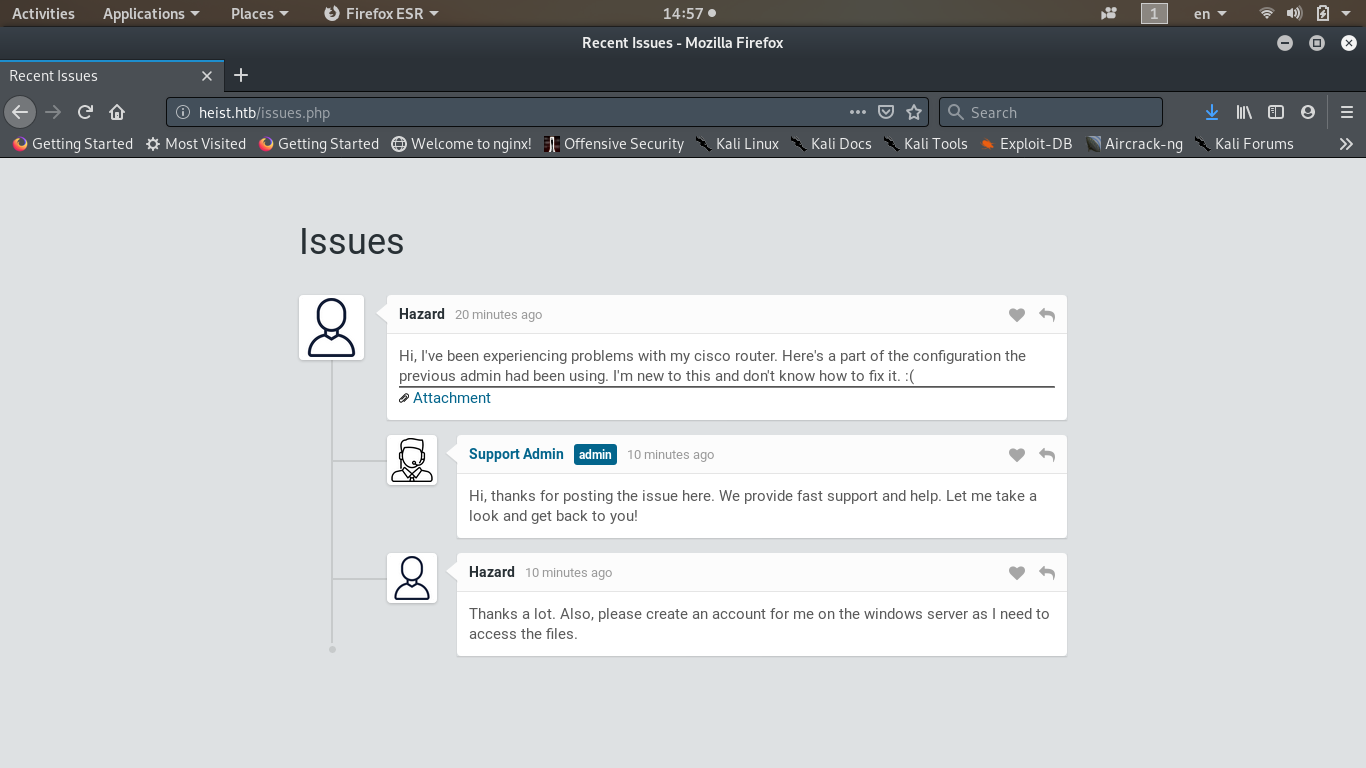 Activities Applications Places Firefox ESR 14:57 1 en
Recent Issues - Mozilla Firefox
Recent Issues
heist.htb/issues.php Search
Getting Started Most Visited Getting Started Welcome to nginx! Offensive Security Kali Linux Kali Docs Kali Tools Exploit-DB Aircrack-ng Kali Forums
Issues
Hazard 20 minutes ago
Hi, I've been experiencing problems with my cisco router. Here's a part of the configuration the
previous admin had been using. I'm new to this and don't know how to fix it. :(
Attachment
Support Admin admin 10 minutes ago
Hi, thanks for posting the issue here. We provide fast support and help. Let me take a
look and get back to you!
Hazard 10 minutes ago
Thanks a lot. Also, please create an account for me on the windows server as I need to
access the files.